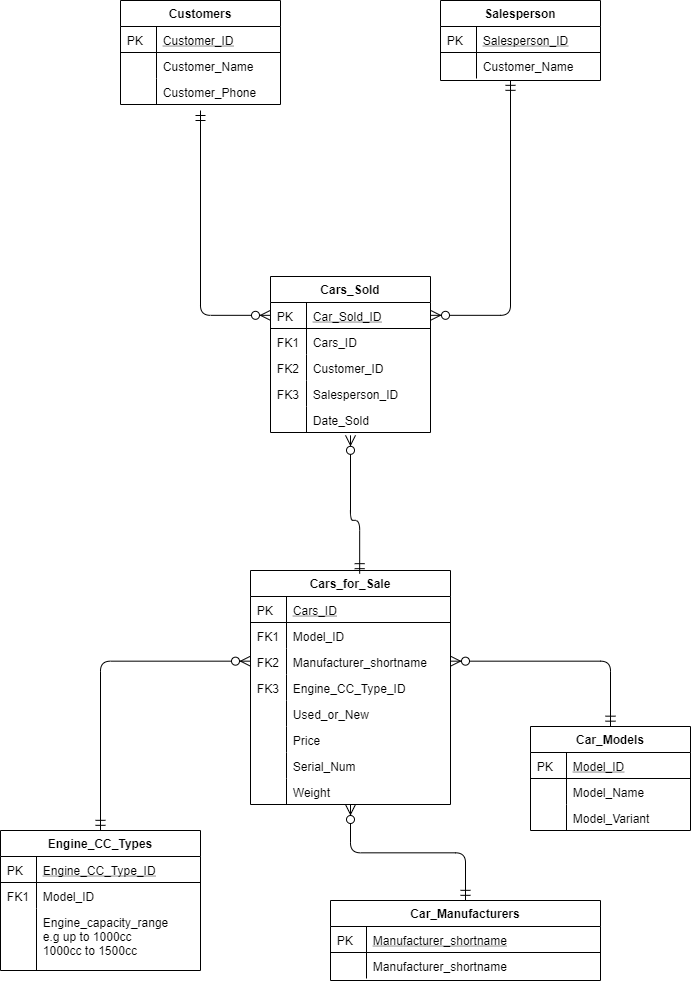 Customers
PK Customer_ID
Customer_Name
Customer_Phone
Salesperson
PK Salesperson_ID
Customer_Name
Cars_Sold
PK Car_Sold_ID
FK1 Cars_ID
FK2 Customer_ID
FK3 Salesperson_ID
Date_Sold
Cars_for_Sale
PK Cars_ID
FK1 Model_ID
FK2 Manufacturer_shortname
FK3 Engine_CC_Type_ID
Used_or_New
Price
Serial_Num
Weight
Car_Models
PK Model_ID
Model_Name
Model_Variant
Engine_CC_Types
PK Engine_CC_Type_ID
FK1 Model_ID
Engine_capacity_range
e.g up to 1000cc
1000cc to 1500cc
Car_Manufacturers
PK Manufacturer_shortname
Manufacturer_shortname